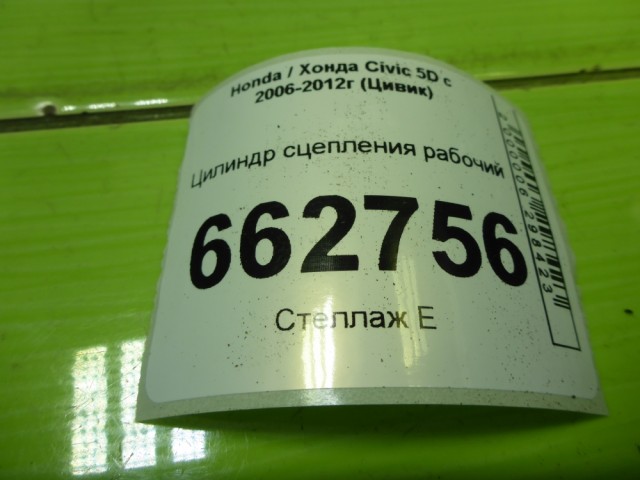 Honda / Хонда Civic 5D с
2006-2012г (Цивик)
Цилиндр сцепления рабочий
662756
Стеллаж Е